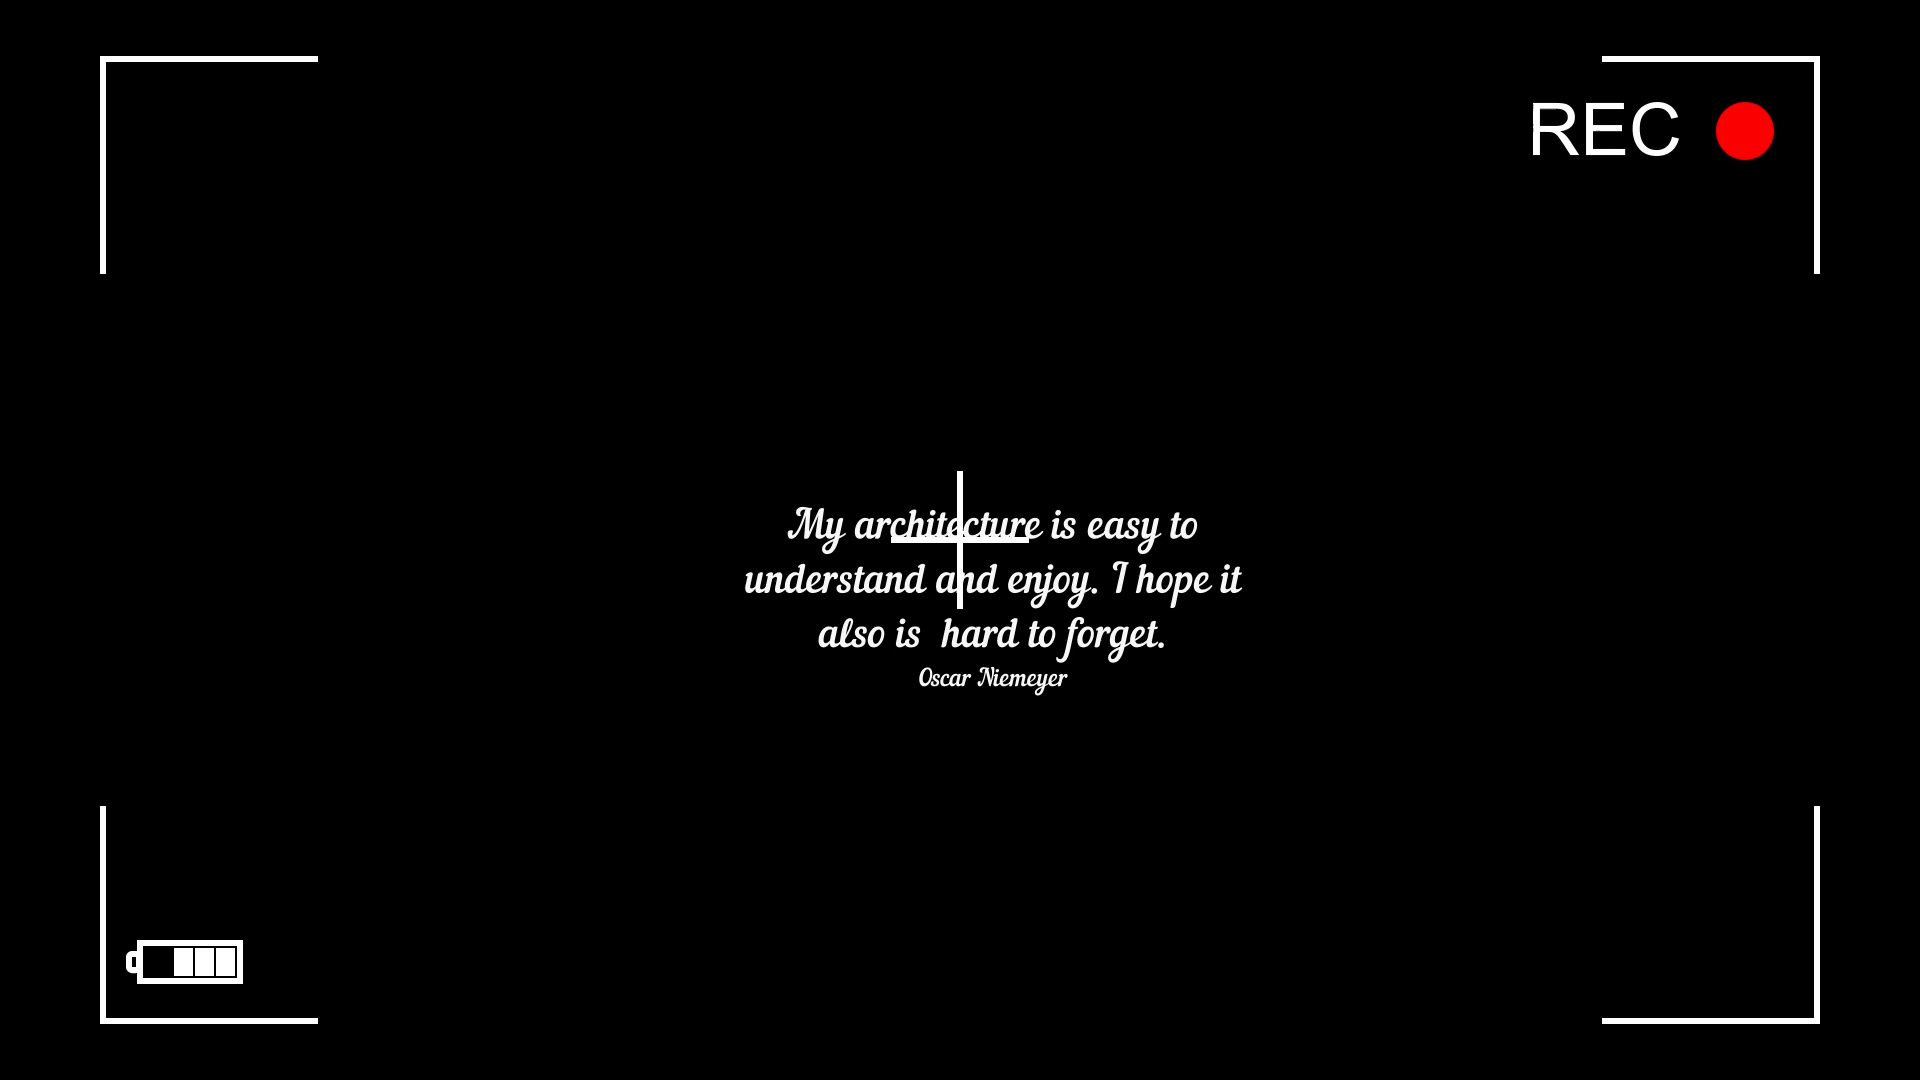 REC
My architecture is easy to
understand and enjoy. I hope it
also is  hard to forget.
Oscar Niemeyer